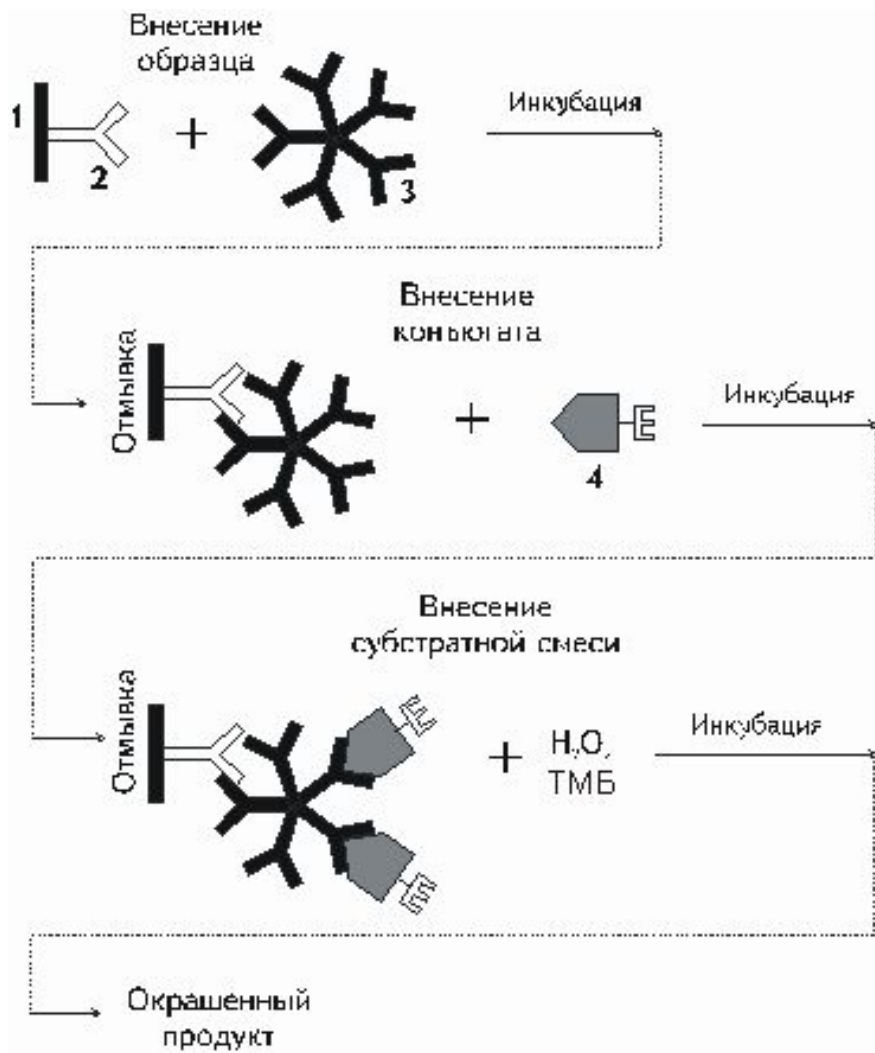 Внесение
образца
Инкубация
1
2
+
3
Внесение
конъюгата
Отмывка
+
Инкубация
E
4
Внесение
субстратной смеси
Отмывка
E
+
H₂O₂
ТМБ
Инкубация
E
Окрашенный
продукт